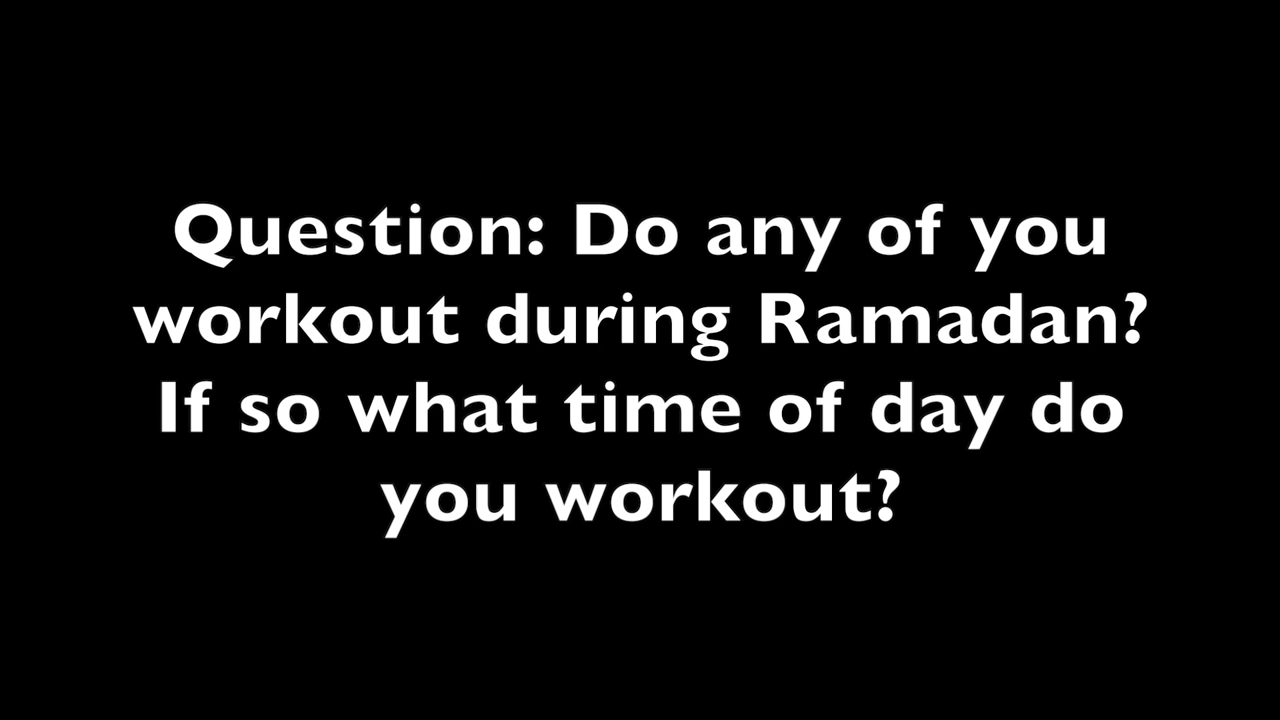 Question: Do any of you
workout during Ramadan?
If so what time of day do
you workout?